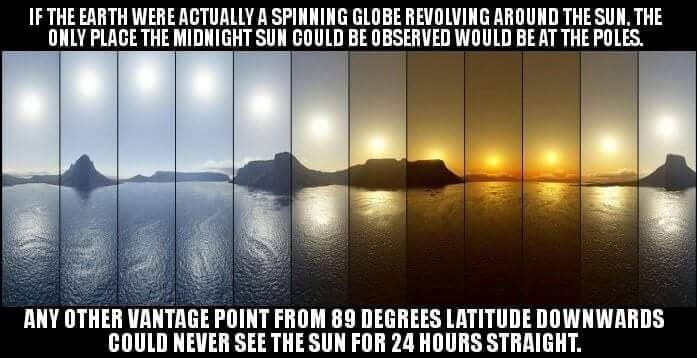 IF THE EARTH WERE ACTUALLY A SPINNING GLOBE REVOLVING AROUND THE SUN, THE
ONLY PLACE THE MIDNIGHT SUN COULD BE OBSERVED WOULD BE AT THE POLES.
ANY OTHER VANTAGE POINT FROM 89 DEGREES LATITUDE DOWNWARDS
COULD NEVER SEE THE SUN FOR 24 HOURS STRAIGHT.